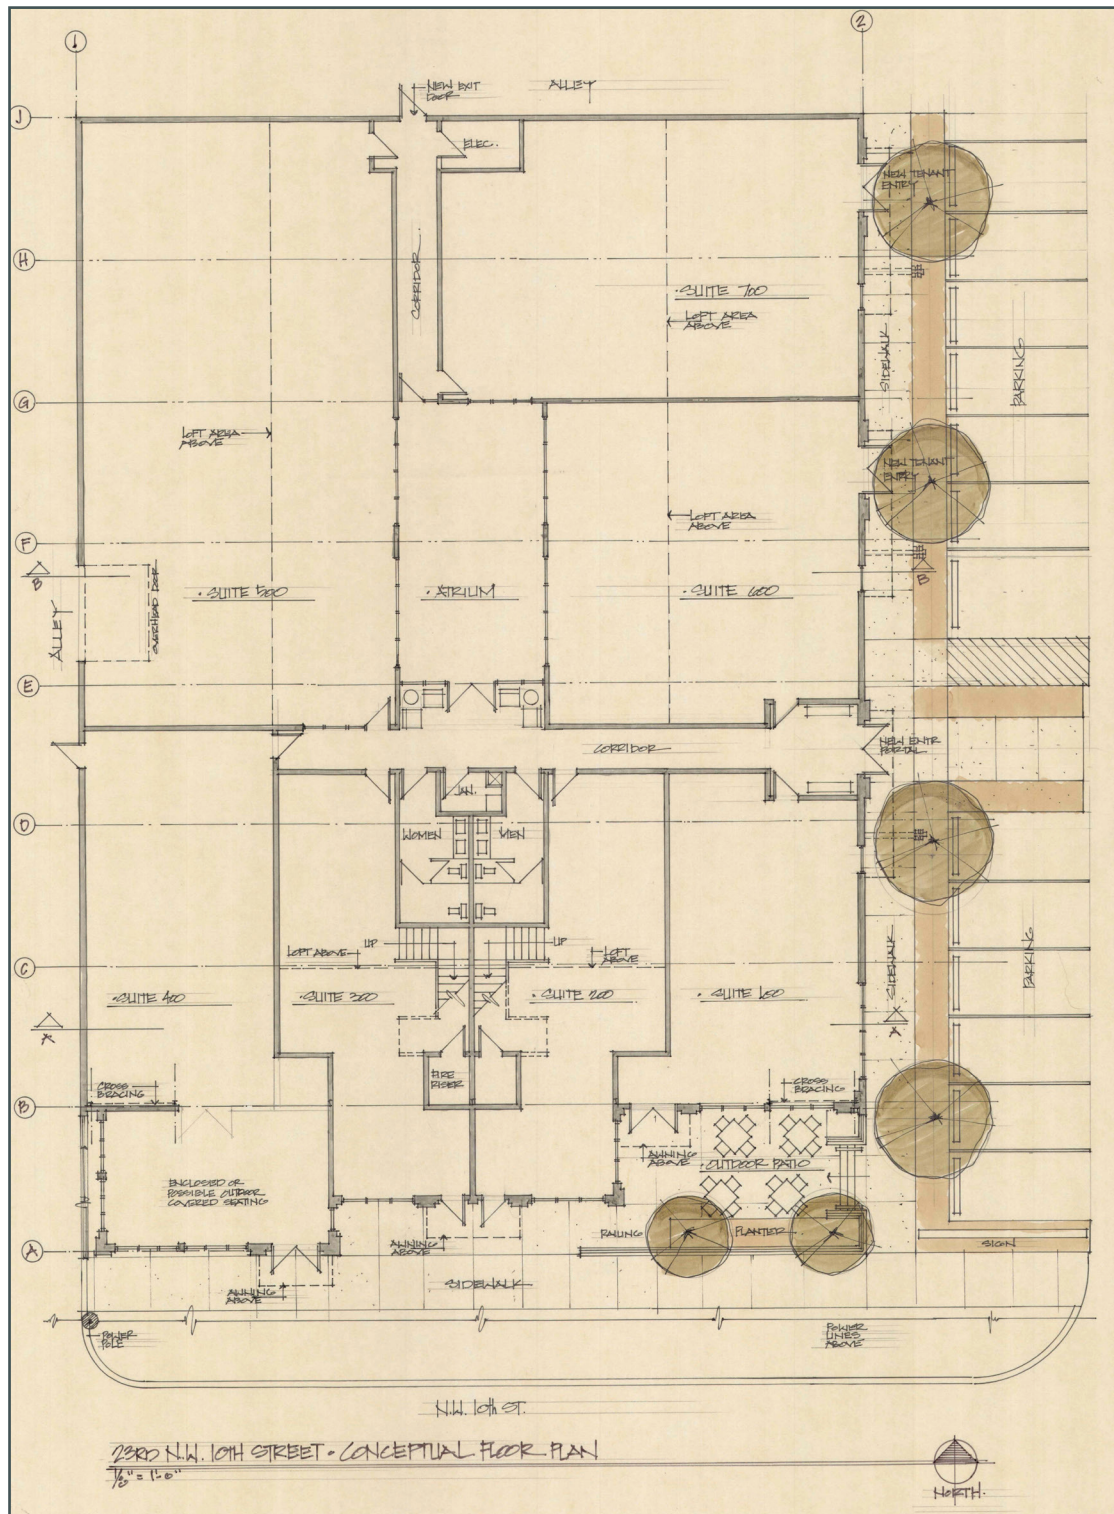 1
2
NEW EXIT
DOOR
ALLEY
J
ELEC.
NEW TENANT
ENTRY
H
CORRIDOR
• SUITE 700
LOFT AREA
ABOVE
SIDEWALK
PARKING
G
LOFT AREA
ABOVE
NEW TENANT
ENTRY
LOFT AREA
ABOVE
F
B
ALLEY
OVERHEAD DOOR
• SUITE 500
• ATRIUM
• SUITE 600
B
E
CORRIDOR
NEW ENTR
PORTAL
JAN.
D
WOMEN
MEN
LOFT ABOVE
UP
UP
LOFT
ABOVE
C
• SUITE 400
• SUITE 300
• SUITE 200
• SUITE 100
SIDEWALK
PARKING
A
A
CROSS
BRACING
FIRE
RISER
CROSS
BRACING
B
AWNING
ABOVE
• OUTDOOR PATIO
ENCLOSED OR
POSSIBLE OUTDOOR
COVERED SEATING
RAILING
PLANTER
SIGN
A
AWNING
ABOVE
AWNING
ABOVE
SIDEWALK
POWER
POLE
POWER
LINES
ABOVE
N.W. 10th ST.
23RD N.W. 10TH STREET • CONCEPTUAL FLOOR PLAN
1/8" = 1'-0"
NORTH.